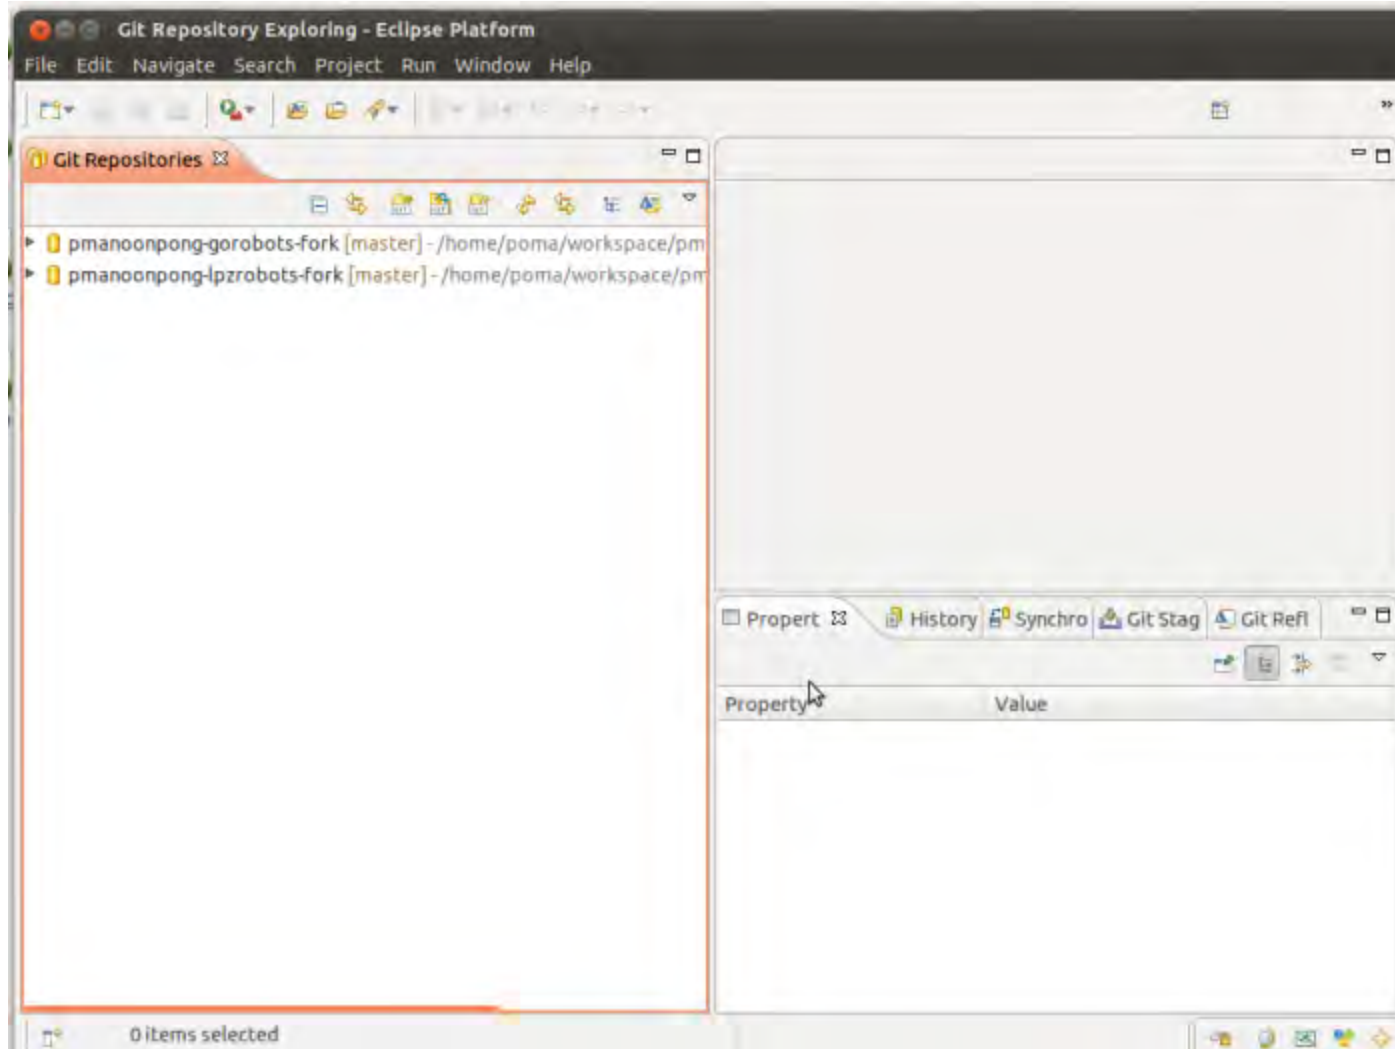 Git Repository Exploring - Eclipse Platform
File Edit Navigate Search Project Run Window Help
Git Repositories
pmanoonpong-gorobots-fork [master] - /home/poma/workspace/pm
pmanoonpong-lpzrobots-fork [master] - /home/poma/workspace/pm
Propert History Synchro Git Stag Git Refl
Property Value
0 items selected